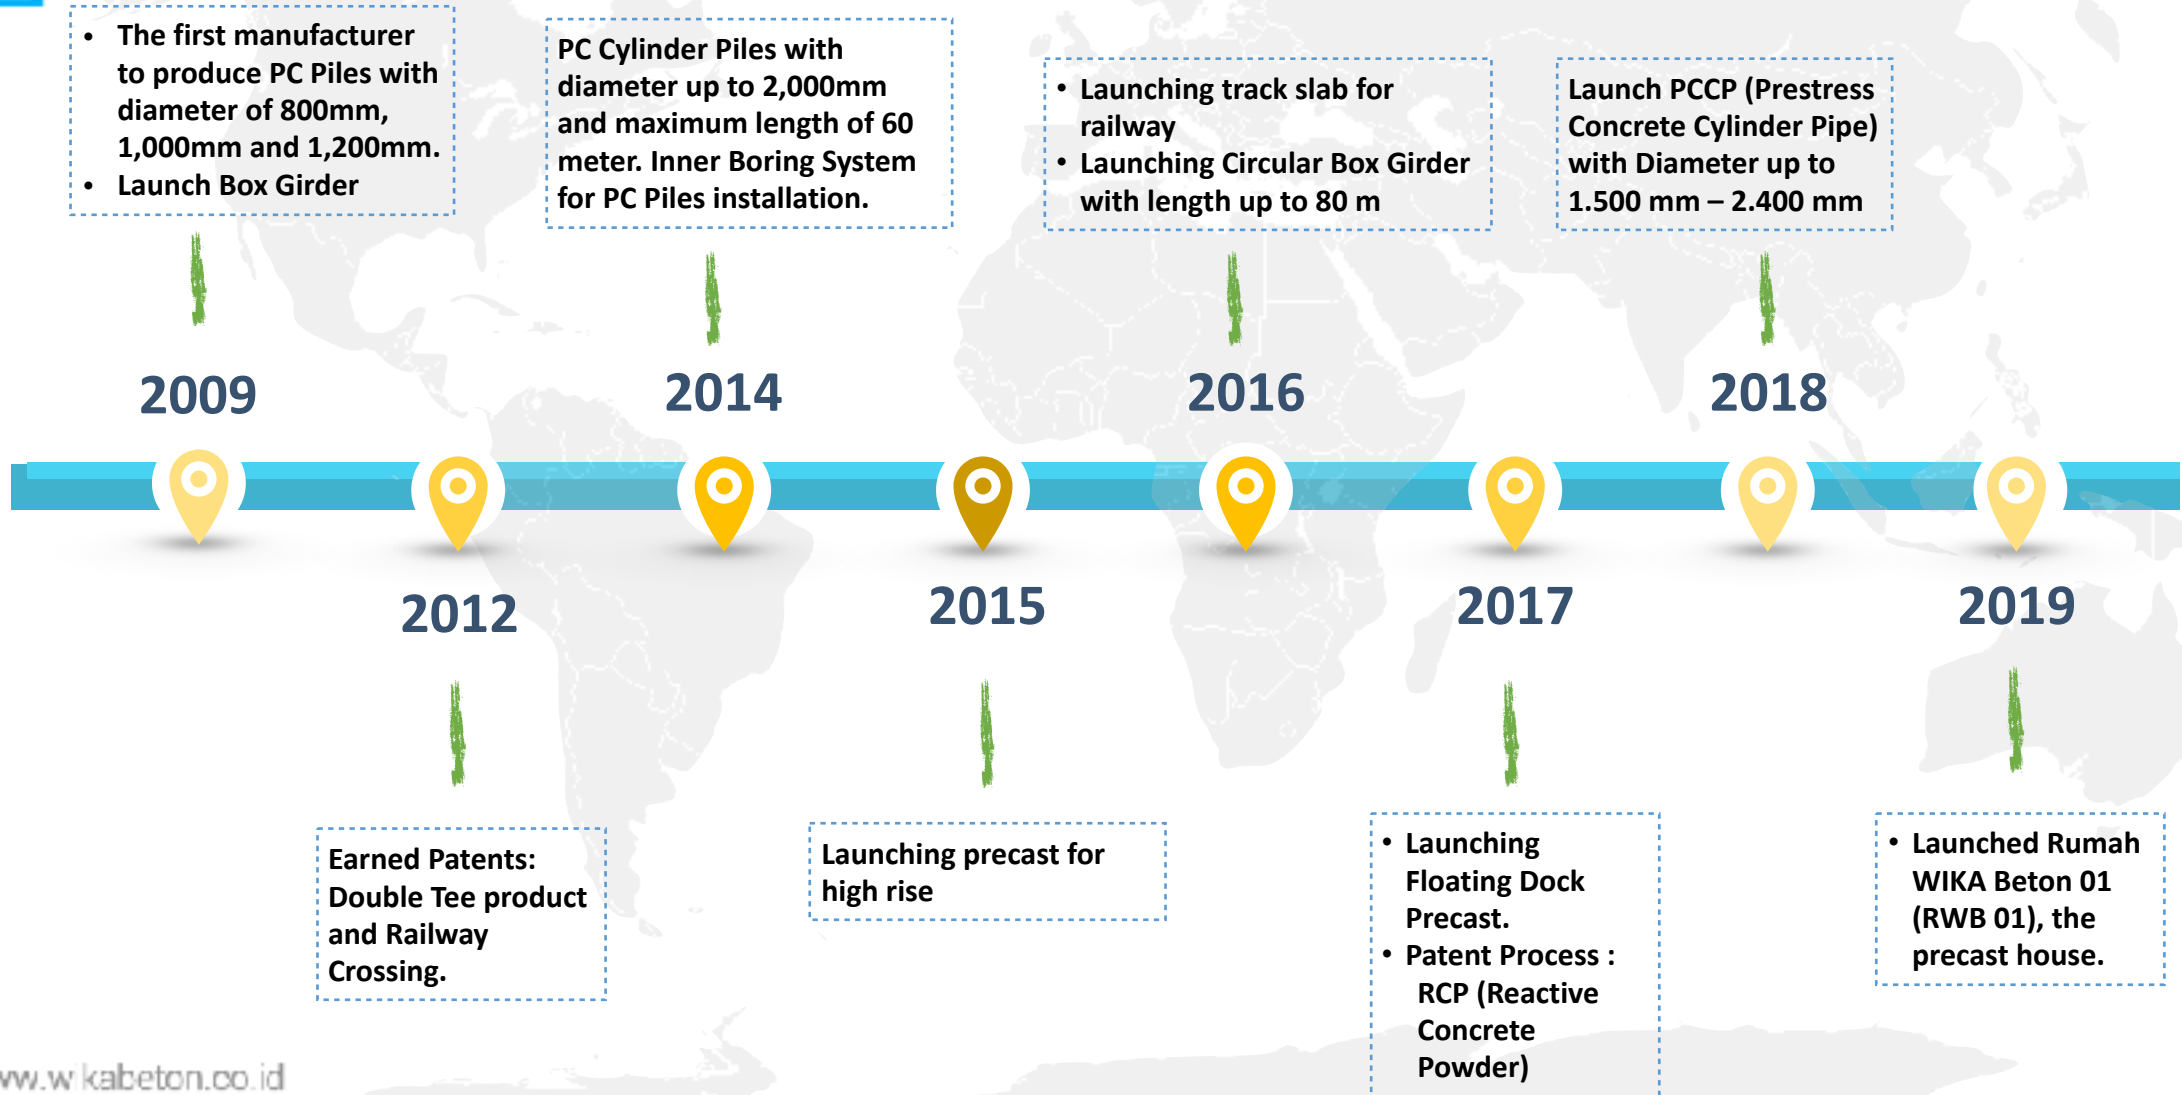 • The first manufacturer
to produce PC Piles with
diameter of 800mm,
1,000mm and 1,200mm.
• Launch Box Girder
PC Cylinder Piles with
diameter up to 2,000mm
and maximum length of 60
meter. Inner Boring System
for PC Piles installation.
• Launching track slab for
railway
• Launching Circular Box Girder
with length up to 80 m
Launch PCCP (Prestress
Concrete Cylinder Pipe)
with Diameter up to
1.500 mm – 2.400 mm
2009
2014
2016
2018
2012
2015
2017
2019
Earned Patents:
Double Tee product
and Railway
Crossing.
Launching precast for
high rise
• Launching
Floating Dock
Precast.
• Patent Process :
RCP (Reactive
Concrete
Powder)
• Launched Rumah
WIKA Beton 01
(RWB 01), the
precast house.
ww.wikabeton.co.id